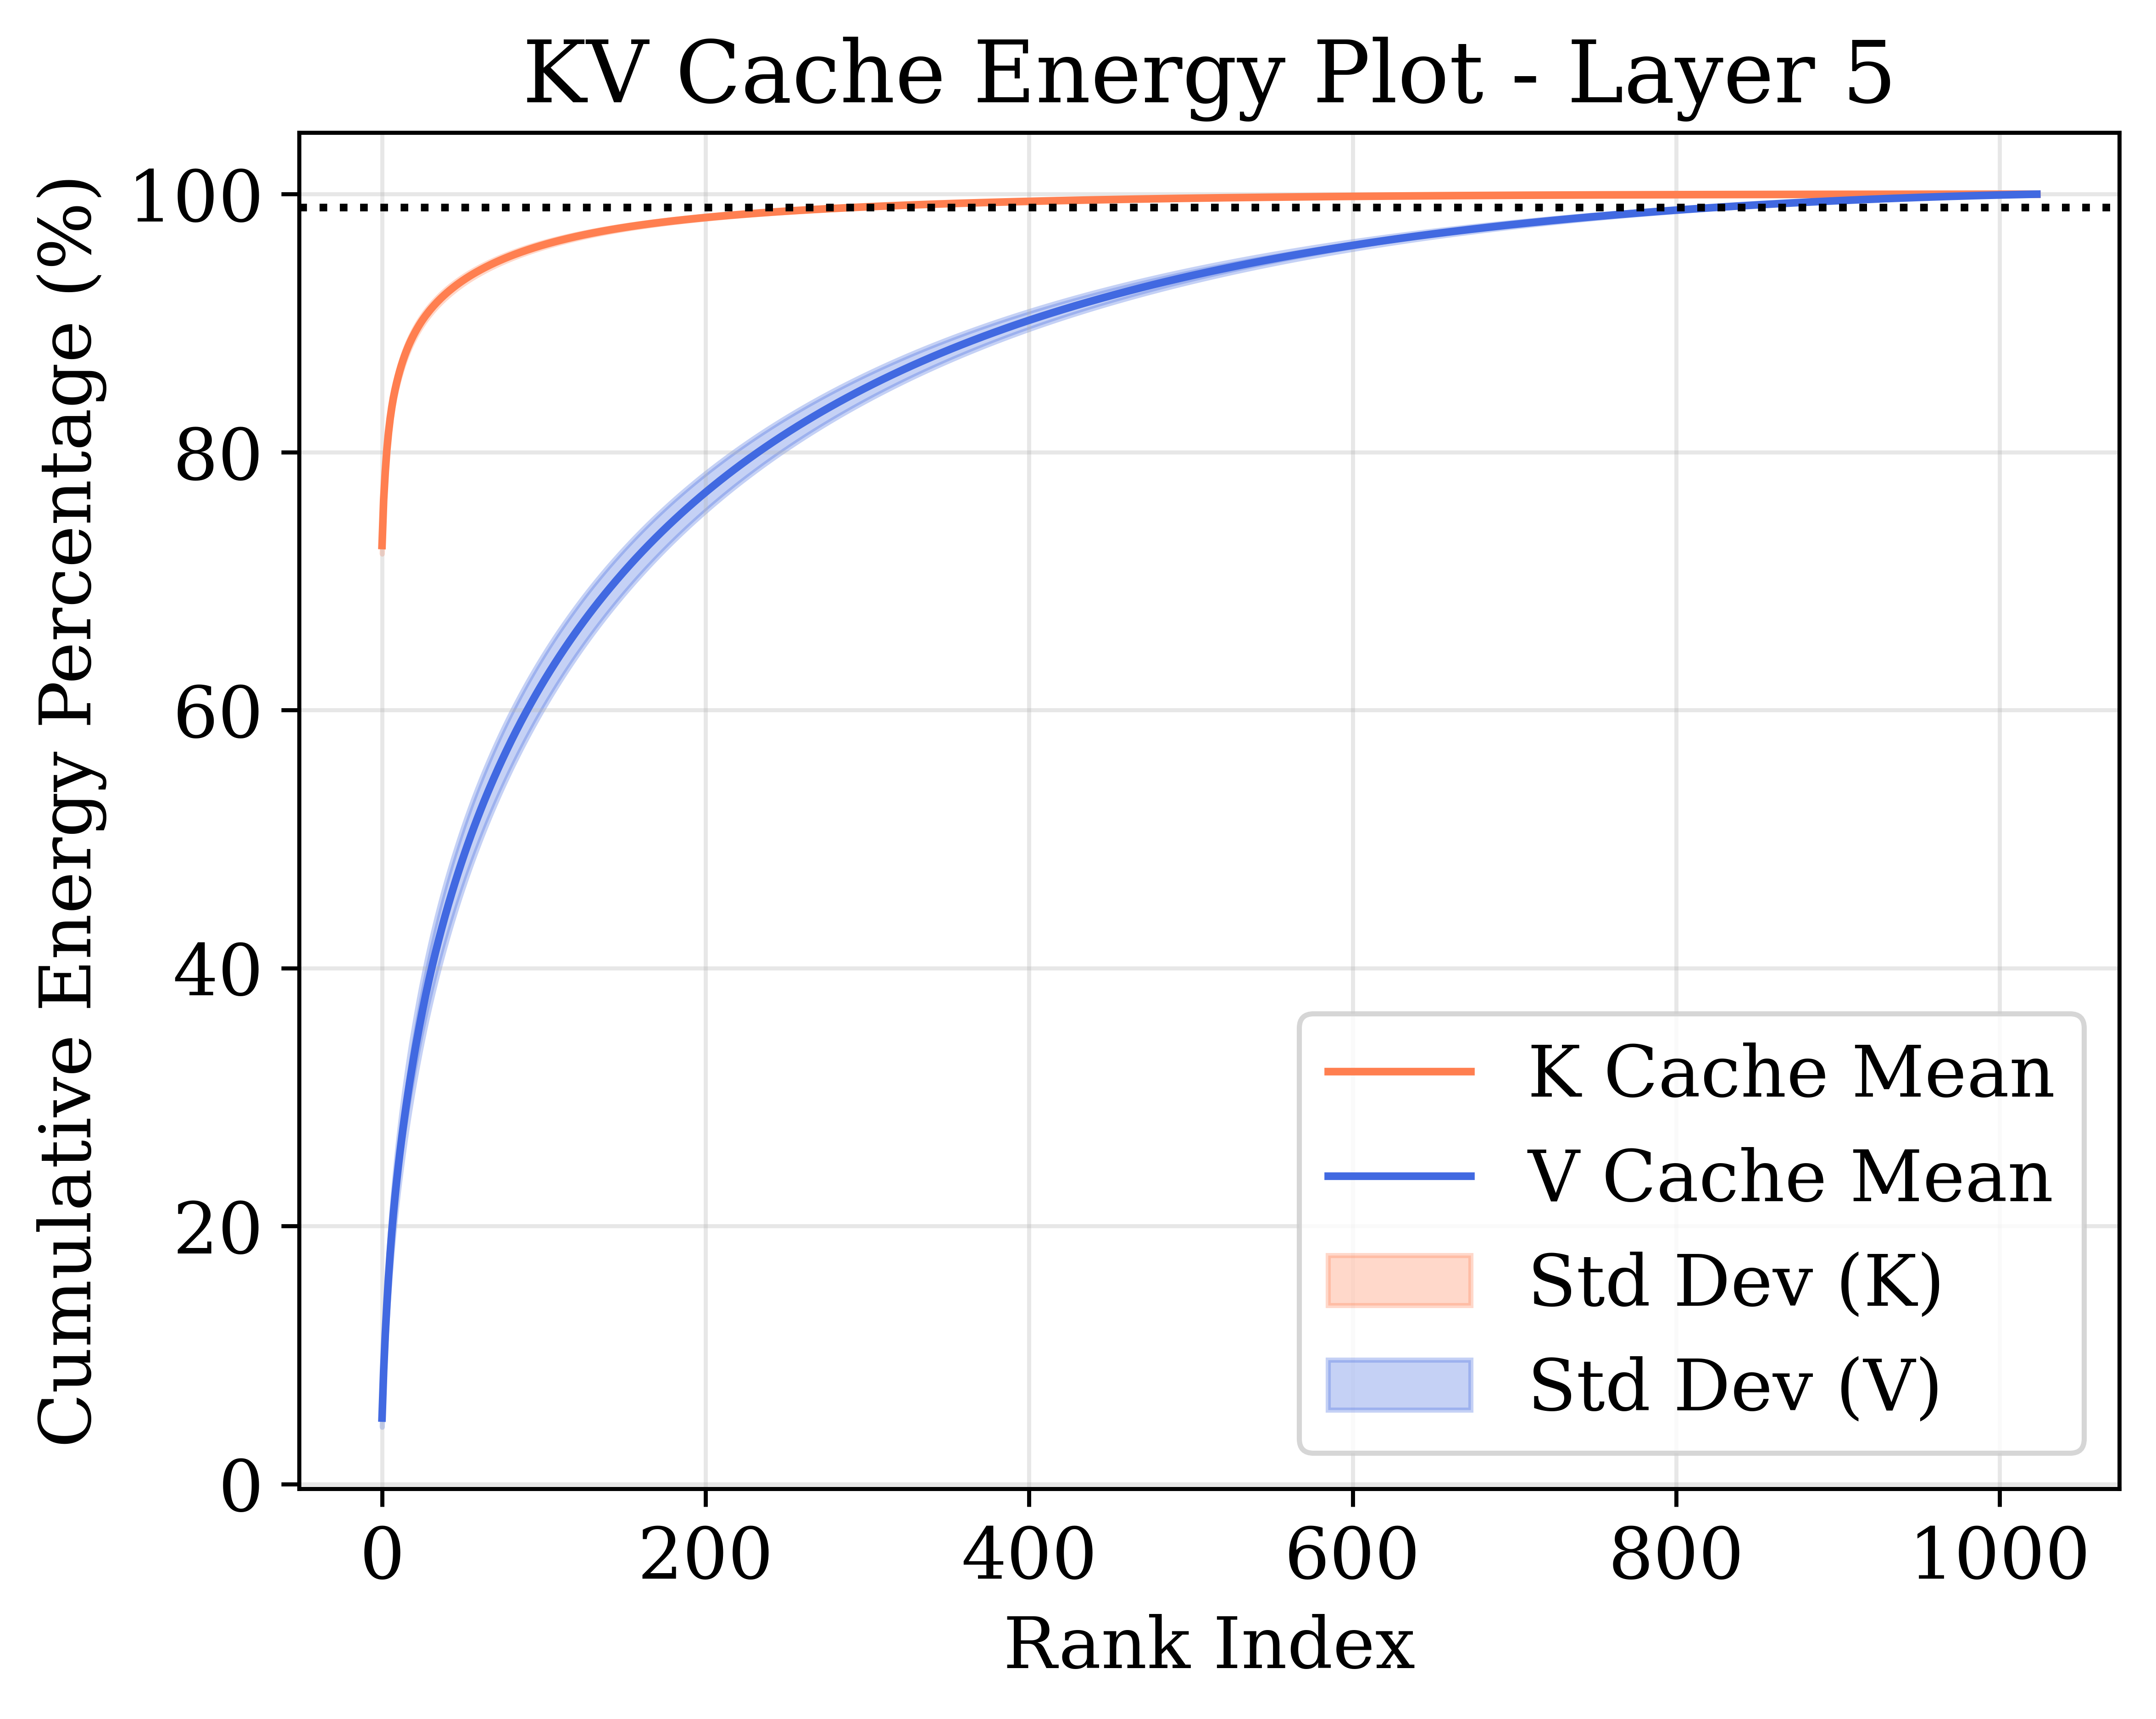 KV Cache Energy Plot - Layer 5
Cumulative Energy Percentage (%)
100
80
60
40
20
0
K Cache Mean
V Cache Mean
Std Dev (K)
Std Dev (V)
0 200 400 600 800 1000
Rank Index